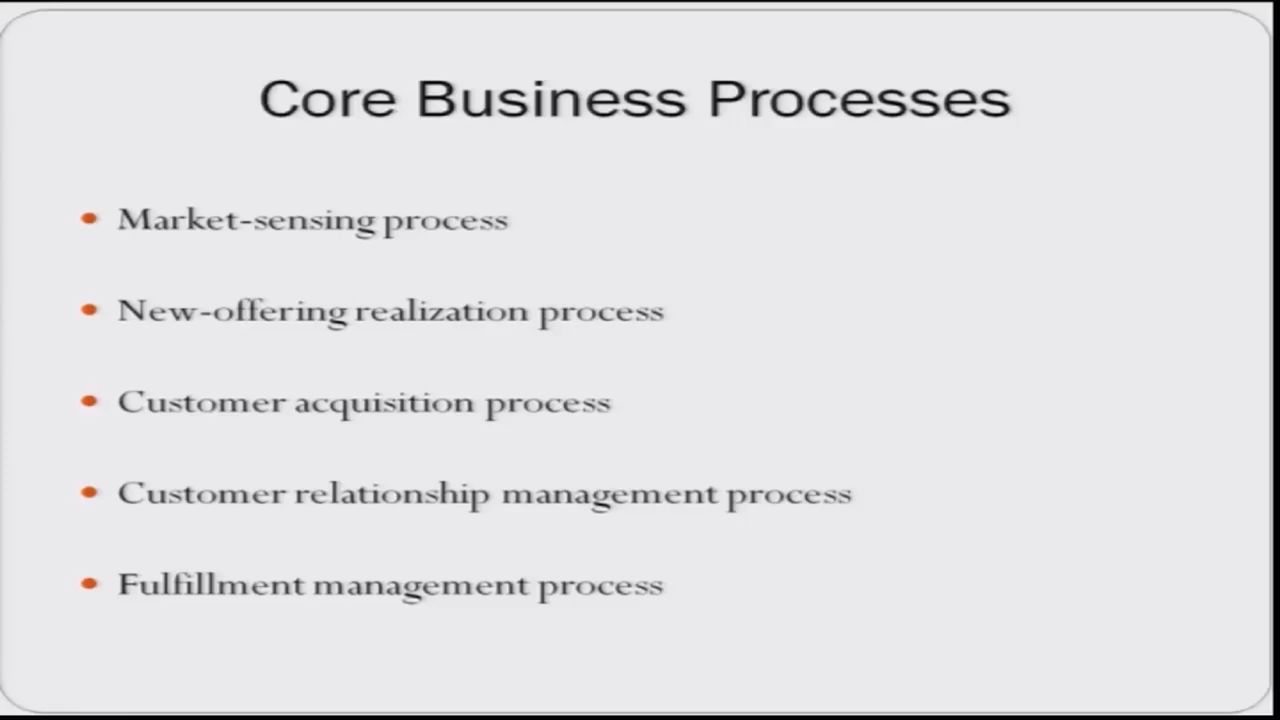 Core Business Processes
Market-sensing process
New-offering realization process
Customer acquisition process
Customer relationship management process
Fulfillment management process